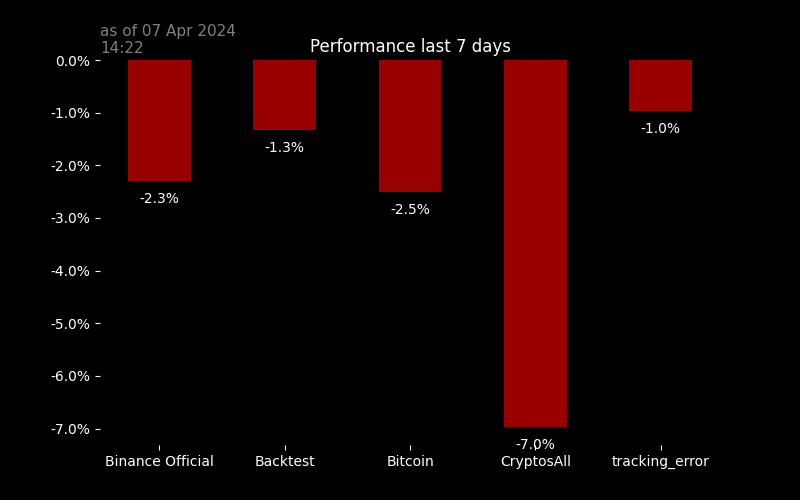 as of 07 Apr 2024
14:22
Performance last 7 days
0.0%
-1.0%
-2.0%
-3.0%
-4.0%
-5.0%
-6.0%
-7.0%
-2.3%
-1.3%
-2.5%
-7.0%
-1.0%
Binance Official
Backtest
Bitcoin
CryptosAll
tracking_error